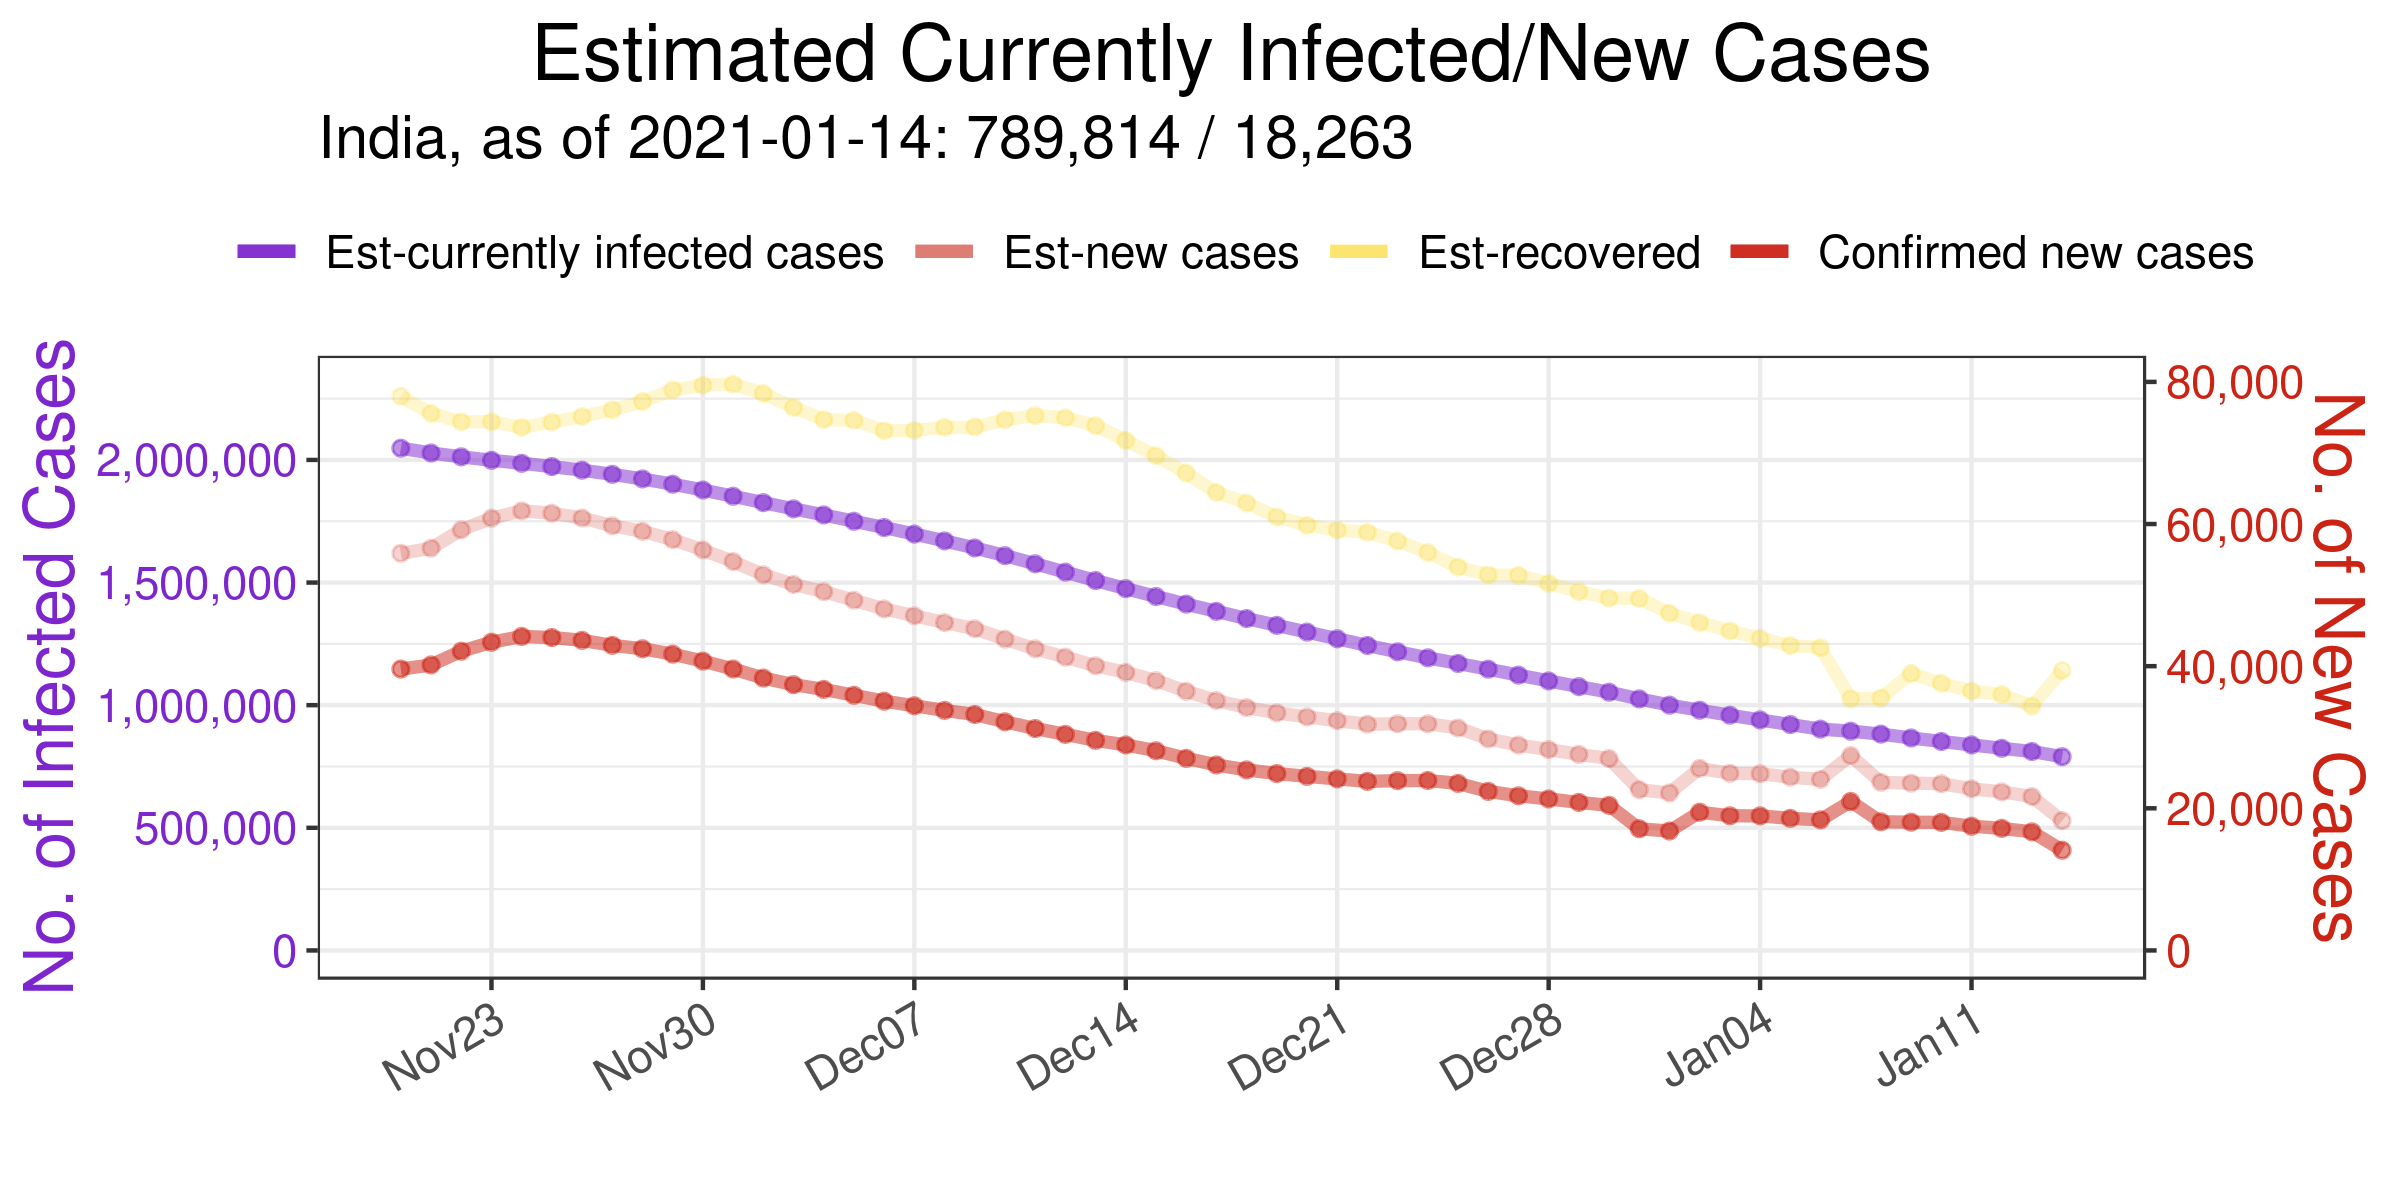 Estimated Currently Infected/New Cases
India, as of 2021-01-14: 789,814 / 18,263
Est-currently infected cases Est-new cases Est-recovered Confirmed new cases
No. of Infected Cases
2,000,000
1,500,000
1,000,000
500,000
0
80,000
60,000
40,000
20,000
0
No. of New Cases
Nov23 Nov30 Dec07 Dec14 Dec21 Dec28 Jan04 Jan11